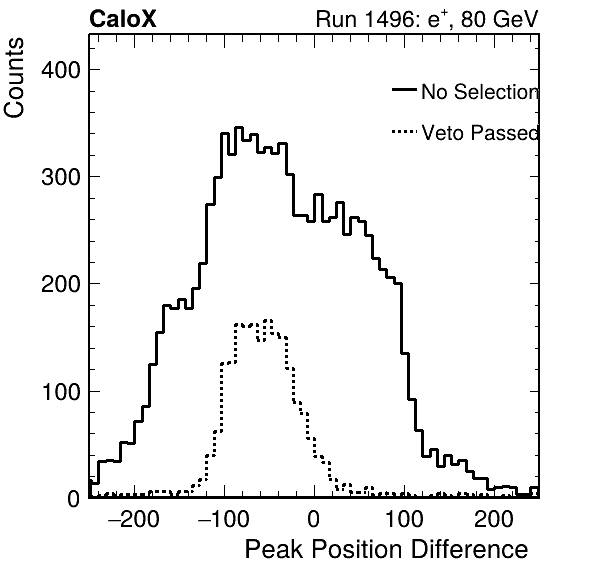 CaloX Run 1496: e⁺, 80 GeV
Counts
400
300
200
100
0
No Selection
Veto Passed
−200 −100 0 100 200
Peak Position Difference